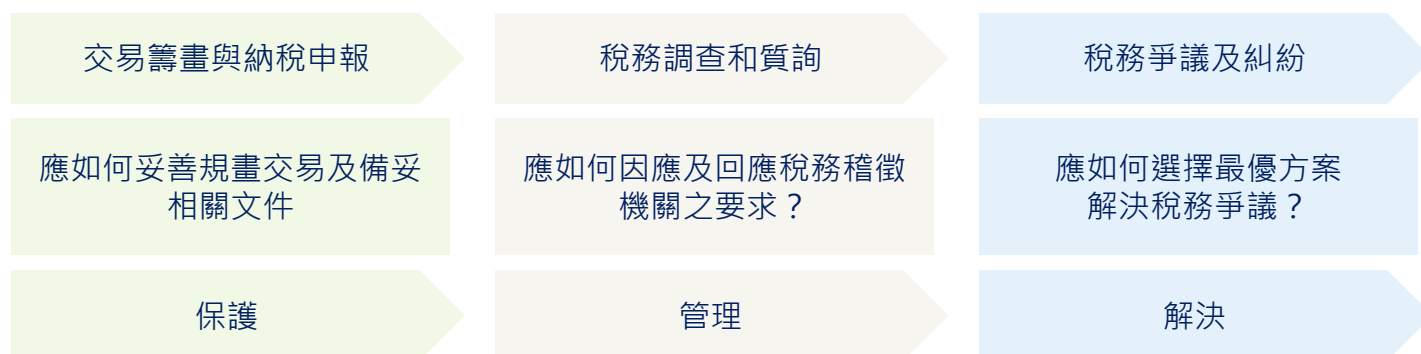 交易籌畫與納稅申報
稅務調查和質詢
稅務爭議及糾紛
應如何妥善規畫交易及備妥
相關文件
應如何因應及回應稅務稽徵
機關之要求？
應如何選擇最優方案
解決稅務爭議？
保護
管理
解決